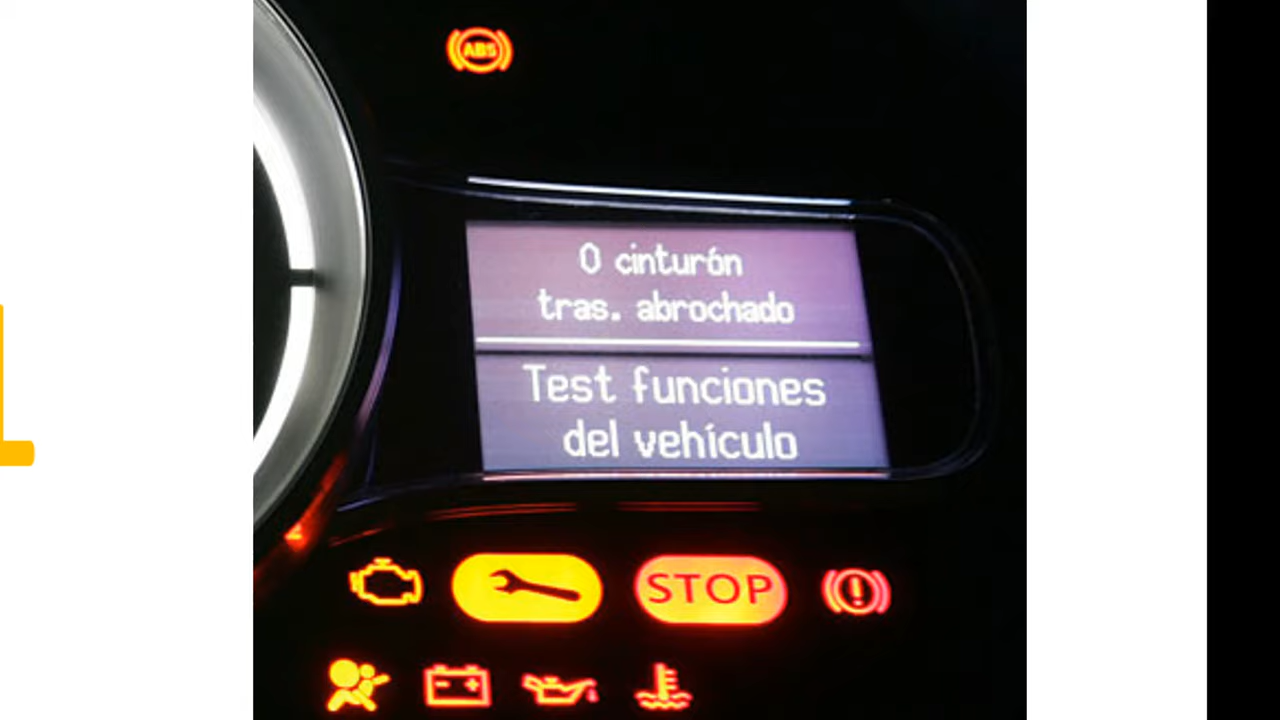 ABS
0 cinturón
tras. abrochado
Test funciones
del vehículo
STOP